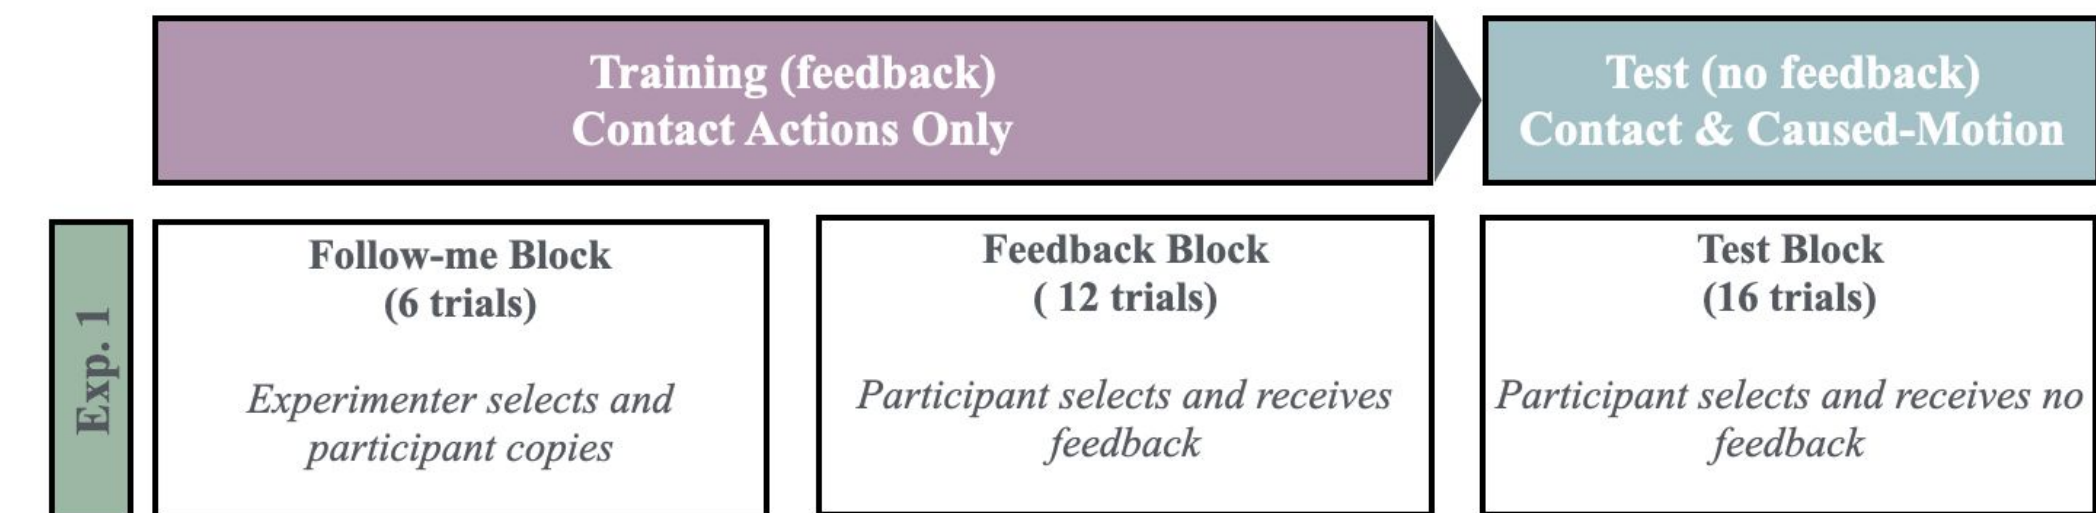 Training (feedback)
Contact Actions Only
Test (no feedback)
Contact & Caused-Motion
Exp. 1
Follow-me Block
(6 trials)
Experimenter selects and
participant copies
Feedback Block
( 12 trials)
Participant selects and receives
feedback
Test Block
(16 trials)
Participant selects and receives no
feedback